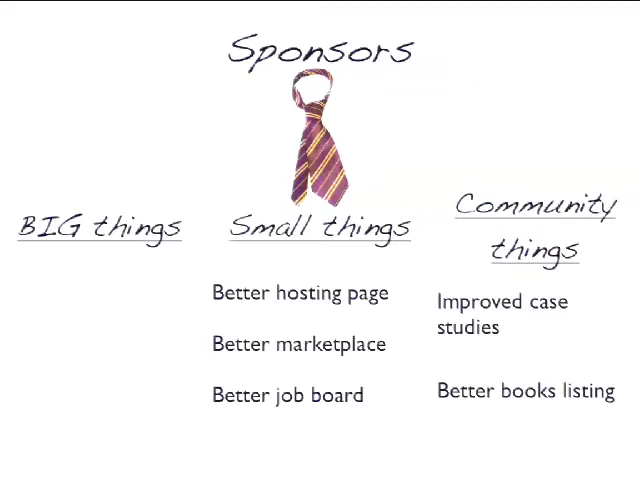 Sponsors
BIG things
Small things
Better hosting page
Better marketplace
Better job board
Community
things
Improved case
studies
Better books listing